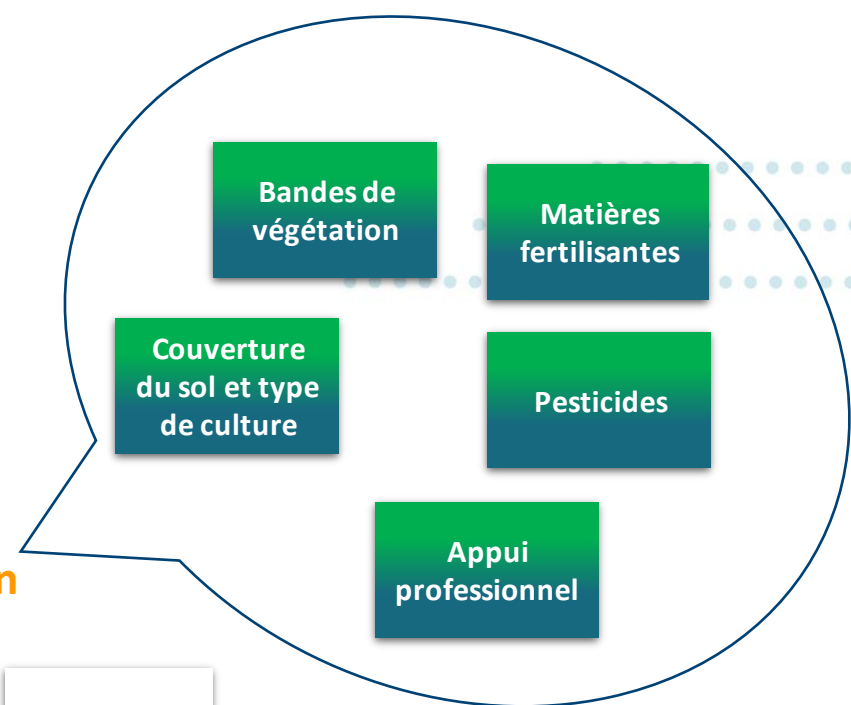 Bandes de
végétation
Matières
fertilisantes
Couverture
du sol et type
de culture
Pesticides
Appui
professionnel
n